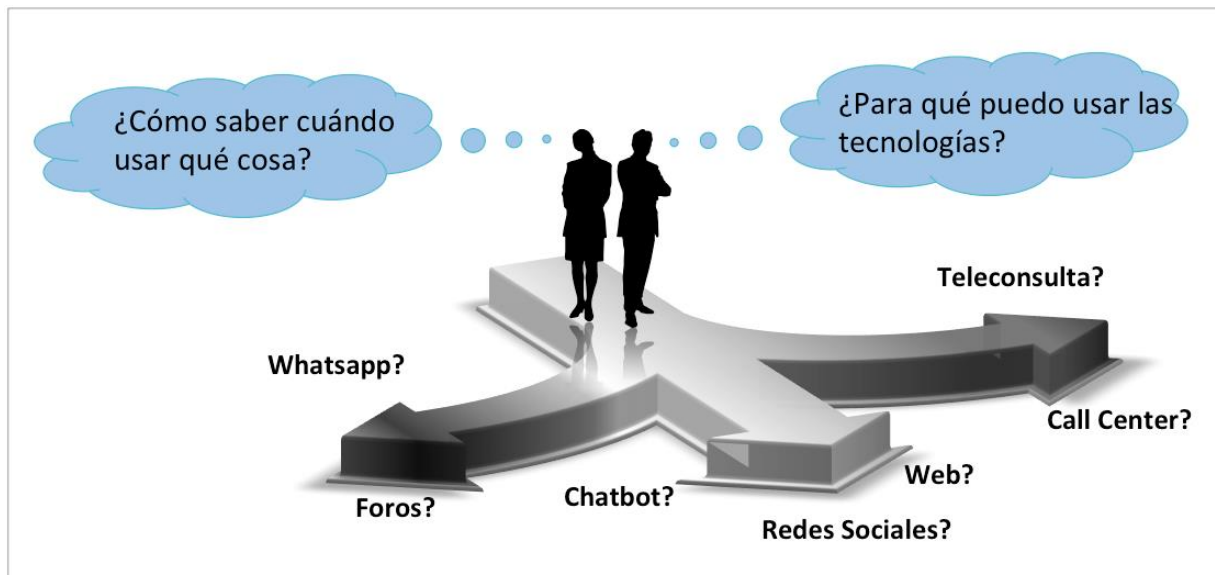 ¿Cómo saber cuándo
usar qué cosa?
¿Para qué puedo usar las
tecnologías?
Teleconsulta?
Whatsapp?
Call Center?
Web?
Chatbot?
Foros?
Redes Sociales?